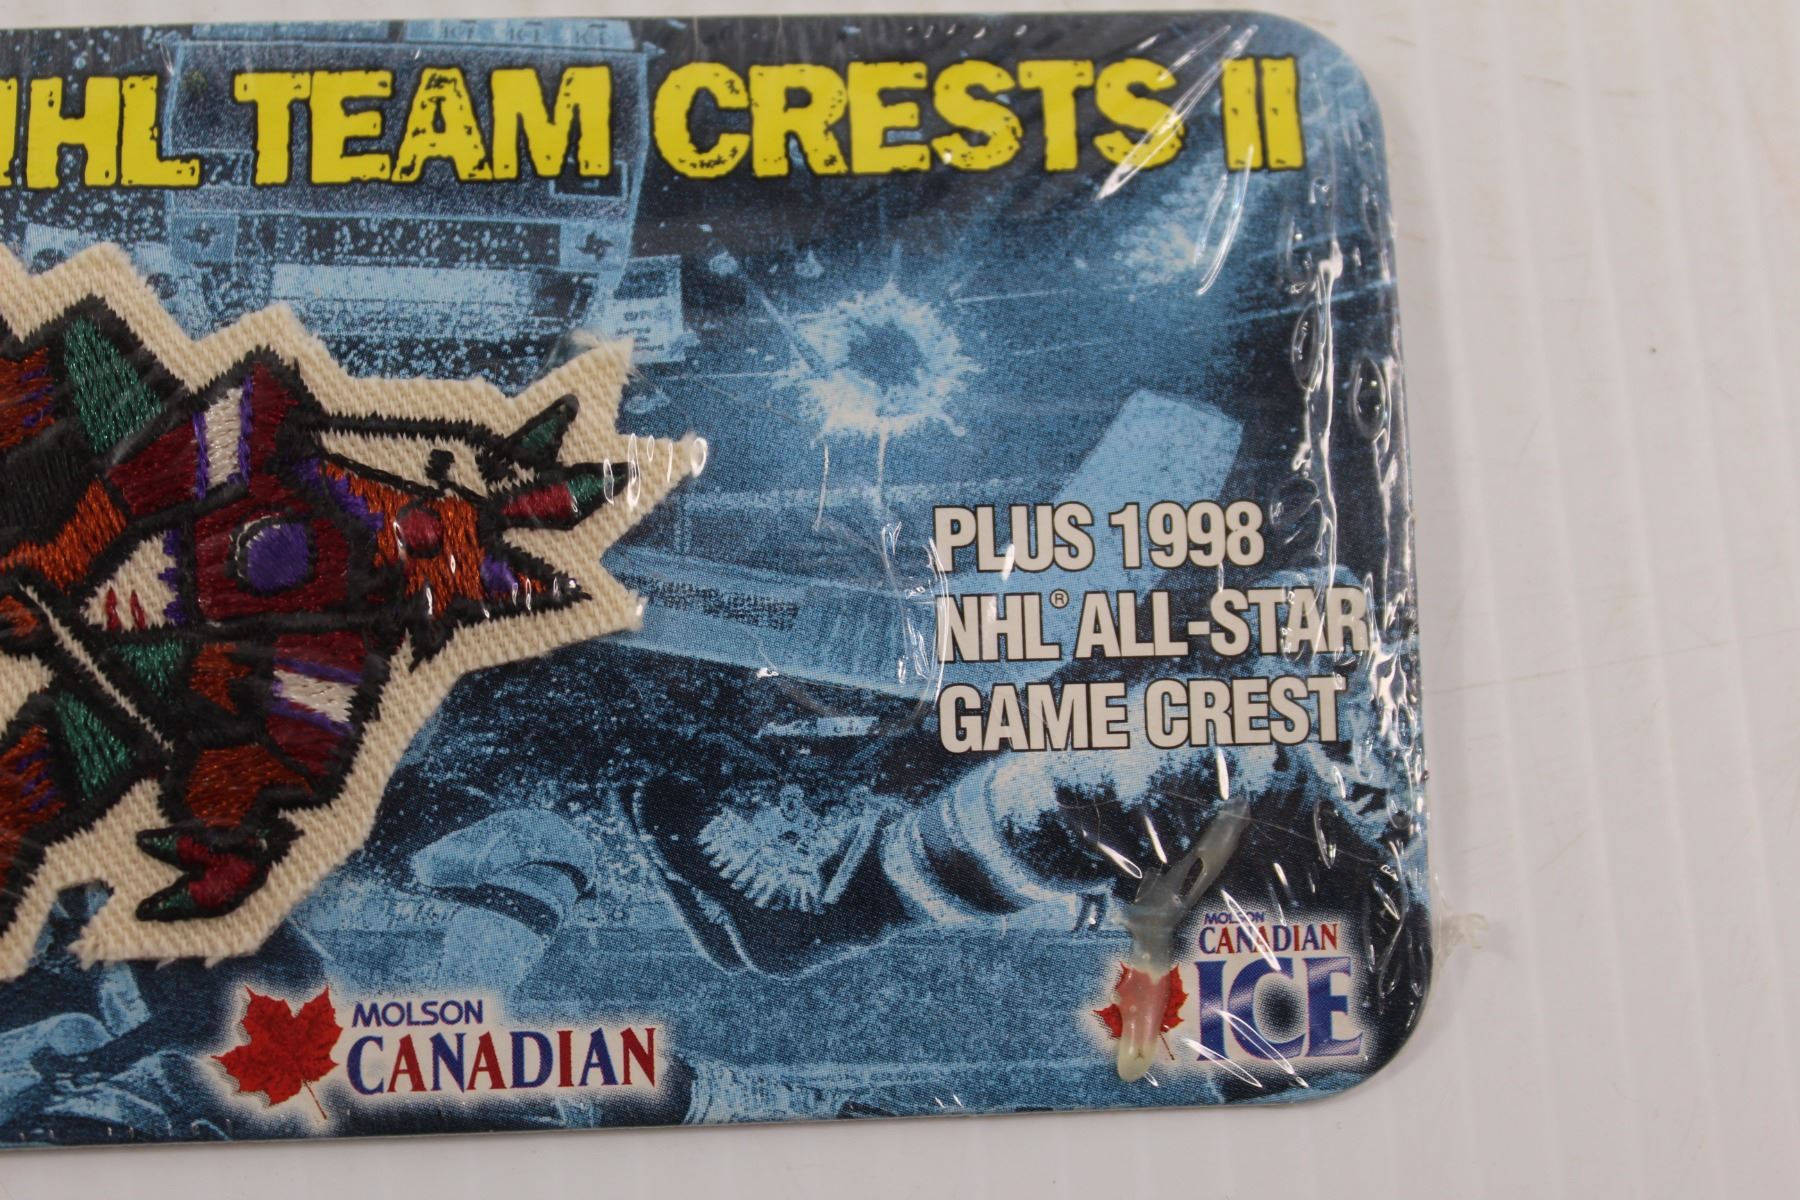 NHL TEAM CRESTS II
PLUS 1998
NHL® ALL-STAR
GAME CREST
MOLSON
CANADIAN
MOLSON
CANADIAN
ICE